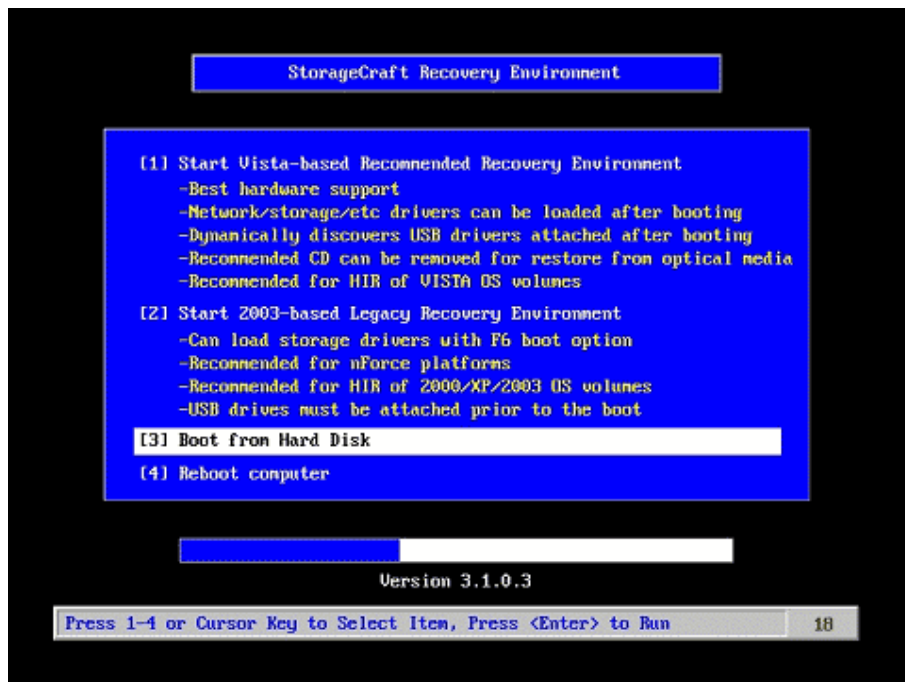 StorageCraft Recovery Environment
[1] Start Vista-based Recommended Recovery Environment
-Best hardware support
-Network/storage/etc drivers can be loaded after booting
-Dynamically discovers USB drivers attached after booting
-Recommended CD can be removed for restore from optical media
-Recommended for HIR of VISTA OS volumes
[2] Start 2003-based Legacy Recovery Environment
-Can load storage drivers with F6 boot option
-Recommended for nForce platforms
-Recommended for HIR of 2000/XP/2003 OS volumes
-USB drives must be attached prior to the boot
[3] Boot from Hard Disk
[4] Reboot computer
Version 3.1.0.3
Press 1-4 or Cursor Key to Select Item, Press <Enter> to Run 18